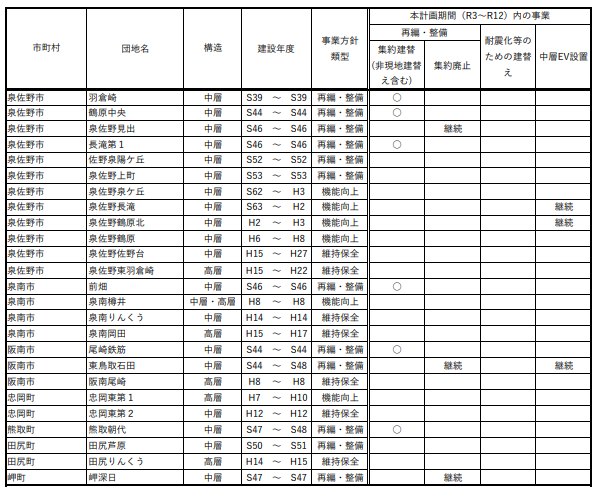 本計画期間（R3～R12）内の事業
市町村 団地名 構造 建設年度 事業方針類型 再編・整備 耐震化等のための建替え 中層EV設置
集約建替（非現地建替え含む） 集約廃止
泉佐野市 羽倉崎 中層 S39 ～ S39 再編・整備 〇
泉佐野市 鶴原中央 中層 S44 ～ S44 再編・整備 〇
泉佐野市 泉佐野見出 中層 S46 ～ S46 再編・整備 継続
泉佐野市 長滝第１ 中層 S46 ～ S46 再編・整備 〇
泉佐野市 佐野泉陽ケ丘 中層 S52 ～ S52 再編・整備
泉佐野市 泉佐野上町 中層 S53 ～ S53 再編・整備
泉佐野市 泉佐野泉ケ丘 中層 S62 ～ H3 機能向上
泉佐野市 泉佐野長滝 中層 S63 ～ H2 機能向上 継続
泉佐野市 泉佐野鶴原北 中層 H2 ～ H3 機能向上 継続
泉佐野市 泉佐野鶴原 中層 H6 ～ H8 機能向上
泉佐野市 泉佐野佐野台 中層 H15 ～ H27 維持保全
泉佐野市 泉佐野東羽倉崎 高層 H15 ～ H22 維持保全
泉南市 前畑 中層 S46 ～ S46 再編・整備 〇
泉南市 泉南樽井 中層・高層 H8 ～ H8 機能向上
泉南市 泉南りんくう 中層 H14 ～ H14 維持保全
泉南市 泉南岡田 高層 H15 ～ H17 維持保全
阪南市 尾崎鉄筋 中層 S44 ～ S44 再編・整備 〇
阪南市 東鳥取石田 中層 S44 ～ S48 再編・整備 継続 継続
阪南市 阪南尾崎 高層 H8 ～ H8 維持保全
忠岡町 忠岡東第１ 高層 H7 ～ H10 機能向上
忠岡町 忠岡東第２ 中層 H12 ～ H12 維持保全
熊取町 熊取朝代 中層 S47 ～ S48 再編・整備 〇
田尻町 田尻芦原 中層 S50 ～ S51 再編・整備
田尻町 田尻りんくう 高層 H14 ～ H15 維持保全
岬町 岬深日 中層 S47 ～ S47 再編・整備 継続